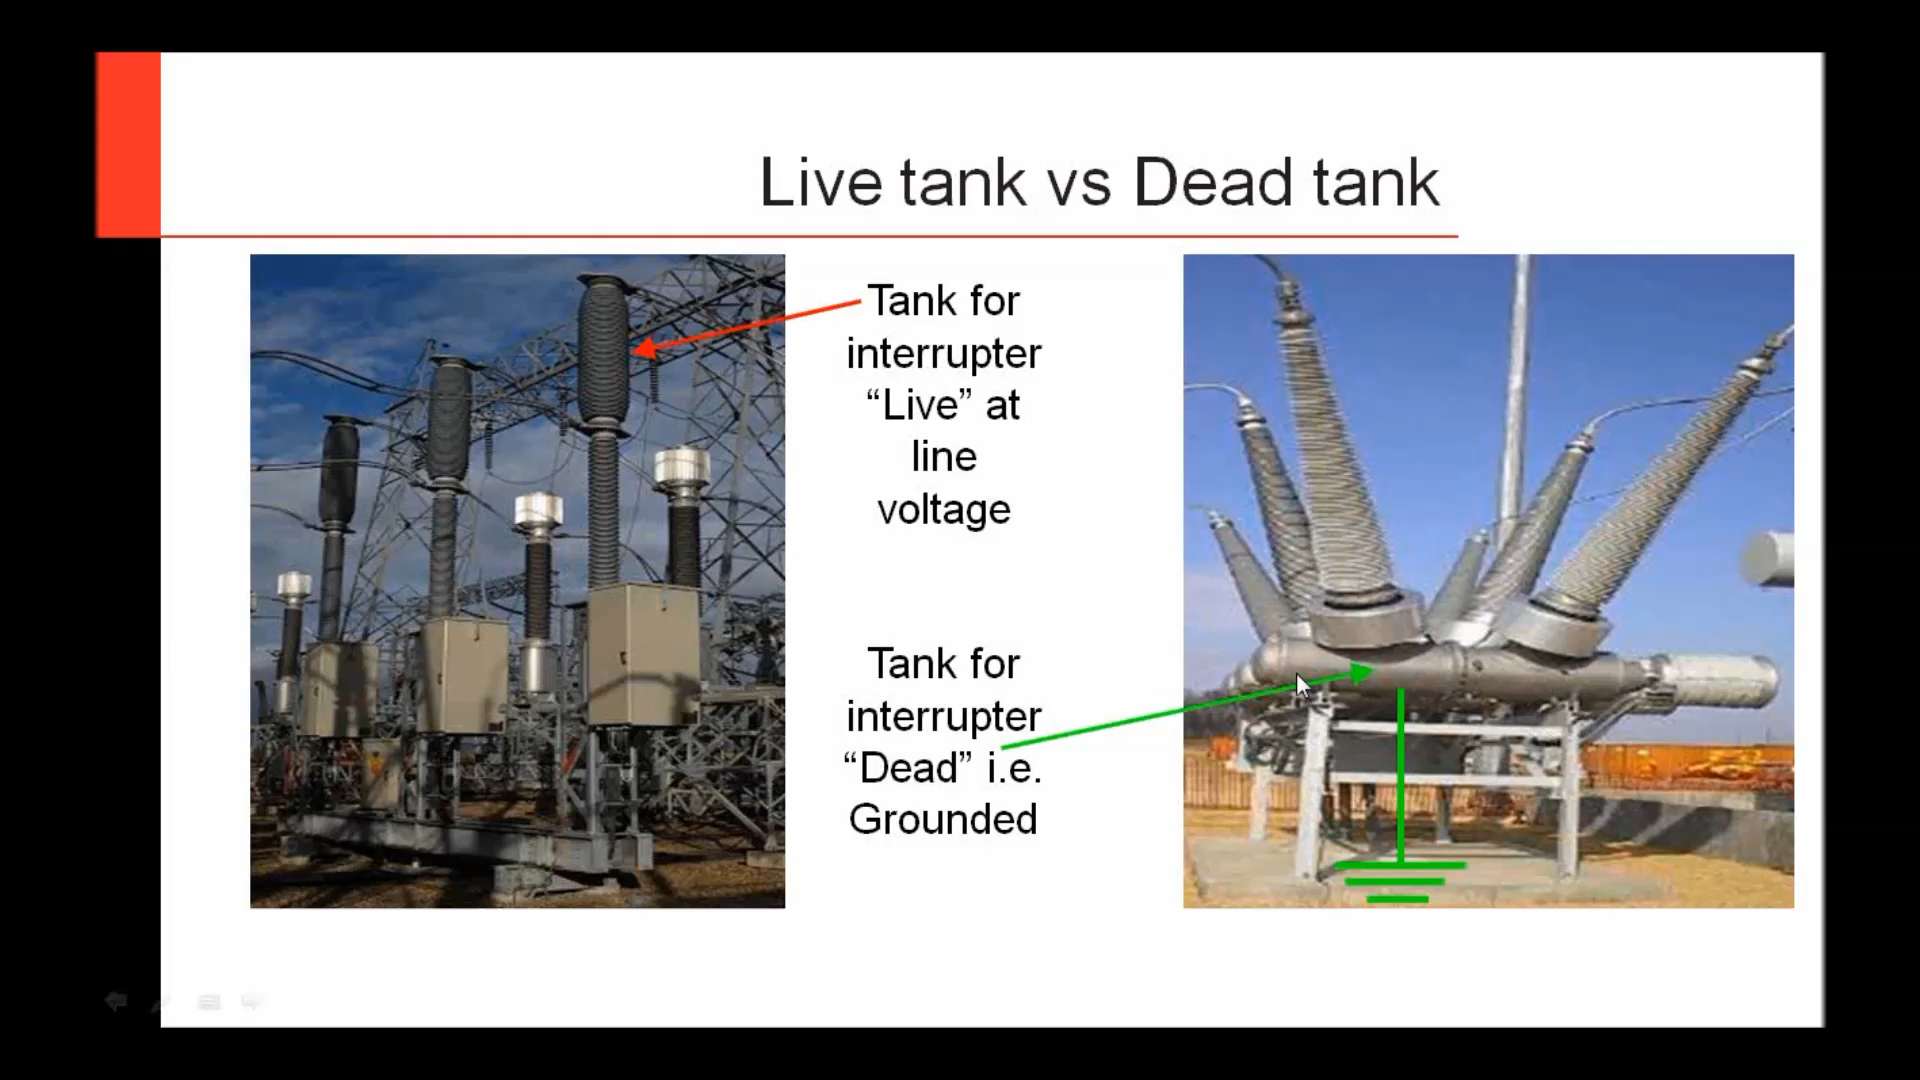 Live tank vs Dead tank
Tank for
interrupter
“Live” at
line
voltage
Tank for
interrupter
“Dead” i.e.
Grounded